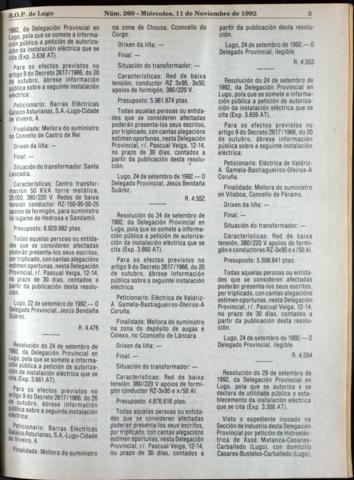 B.O.P. de Lugo
Núm. 260 - Miércoles, 11 de Noviembre de 1992
3
1992, da Delegación Provincial en
Lugo, pola que se somete a informa-
ción pública a petición de autoriza-
ción da instalación eléctrica que se
cita (Exp. 3.638 AT).
Para os efectos previstos no
artigo 9 do Decreto 2617/1966, do 20
de outubro, ábrese información
pública sobre a seguinte instalación
eléctrica:
Peticionario: Barras Eléctricas
Galaico Asturianas, S.A.-Lugo-Cidade
de Viveiro, 4.
Finalidade: Mellora do suministro
no Concello de Castro de Rei.
Orixen da liña: —
Final: —
Situación do transformador: Santa
Leocadia.
Características: Centro transfor-
mación 50 KVA torre metálica,
20.000, 380/220 V. Redes de baixa
tensión conductor RZ-150-95-50-25
apoios de formigón, para suministro
de lugares de Hedrosa e Sandamil.
Presuposto: 8.829.882 ptas.
Todas aquelas persoas ou entida-
des que se consideren afectadas
poderán presenta-los seus escritos,
por triplicado, con cantas alegacións
estimen oportunas, nesta Delegación
Provincial, r/. Pascual Veiga, 12-14,
no prazo de 30 días, contados a
partir da publicación desta resolu-
ción.
Lugo, 22 de setembro de 1992.— O
Delegado Provincial, Jesús Bendaña
Suárez.
R. 4.476
Resolución do 24 de setembro de
1992, da Delegación Provincial en
Lugo, pola que se somete a informa-
ción pública a petición de autoriza-
ción da instalación eléctrica que se
cita (Exp. 3.661 AT).
Para os efectos previstos no
artigo 9 do Decreto 2617/1966, do 20
de outubro, ábrese información
pública sobre a seguinte instalación
eléctrica:
Peticionario: Barras Eléctricas
Galaico Asturianas, S.A.-Lugo-Cidade
de Viveiro, 4.
Finalidade: Mellora do suministro
na zona de Chousa, Concello do
Corgo.
Orixen da liña: —
Final: —
Situación do transformador: —
Características: Red de baixa
tensión, conductor RZ 3x95, 3x50,
apoios de formigón, 380/220 V.
Presuposto: 5.961.874 ptas.
Todas aquelas persoas ou entida-
des que se consideren afectadas
poderán presenta-los seus escritos,
por triplicado, con cantas alegacións
estimen oportunas, nesta Delegación
Provincial, r/. Pascual Veiga, 12-14,
no prazo de 30 días, contados a
partir da publicación desta resolu-
ción.
Lugo, 24 de setembro de 1992.— O
Delegado Provincial, Jesús Bendaña
Suárez.
R. 4.552
Resolución do 24 de setembro de
1992, da Delegación Provincial en
Lugo, pola que se somete a informa-
ción pública a petición de autoriza-
ción da instalación eléctrica que se
cita (Exp. 3.660 AT).
Para os efectos previstos no
artigo 9 do Decreto 2617/1966, do 20
de outubro, ábrese información
pública sobre a seguinte instalación
eléctrica:
Peticionario: Eléctrica de Valdriz-
A Gamela-Bastiagueiros-Oleiros-A
Coruña.
Finalidade: Mellora do suministro
na zona do depósito de augas e
Colexo, no Concello de Láncara.
Orixen da liña: —
Final: —
Situación do transformador: —
Características: Red de baixa
tensión, 380/220 V apoios de formi-
gón conductores RZ-3x95 e x/50 Al
Presuposto: 4.876.616 ptas.
Todas aquelas persoas ou entida-
des que se consideren afectadas
poderán presenta-los seus escritos,
por triplicado, con cantas alegacións
estimen oportunas, nesta Delegación
Provincial, r/. Pascual Veiga, 12-14,
no prazo de 30 días, contados a
partir da publicación desta resolu-
ción.
Lugo, 24 de setembro de 1992.— O
Delegado Provincial, ilegible.
R. 4.553
Resolución do 24 de setembro de
1992, da Delegación Provincial en
Lugo, pola que se somete a informa-
ción pública a petición de autoriza-
ción da instalación eléctrica que se
cita (Exp. 3.659 AT).
Para os efectos previstos no
artigo 9 do Decreto 2617/1966, do 20
de outubro, ábrese información
pública sobre a seguinte instalación
eléctrica:
Peticionaria: Eléctrica de Valdriz-
A Gamela-Bastiagueiros-Oleiros-A
Coruña.
Finalidade: Mellora do suministro
en Vilaboa, Concello de Páramo.
Orixen da liña: —
Final: —
Situación do transformador: —
Características: Red de baixa
tensión, 380/220 V apoios de formi-
gón e conductores RZ-3x95 e x/50 Al.
Presuposto: 5.508.841 ptas.
Todas aquelas persoas ou entida-
des que se consideren afectadas
poderán presenta-los seus escritos,
por triplicado, con cantas alegacións
estimen oportunas, nesta Delegación
Provincial, r/. Pascual Veiga, 12-14,
no prazo de 30 días, contados a
partir da publicación desta resolu-
ción.
Lugo, 24 de setembro de 1992.— O
Delegado Provincial, ilegible.
R. 4.554
Resolución do 29 de setembro de
1992, da Delegación Provincial en
Lugo, pola que se autoriza e se
declara de utilidade pública o esta-
blecemento da instalación eléctrica
que se cita (Exp. 3.358 AT).
Visto o expediente incoado na
Sección de Industria desta Delegación
Provincial por petición de Hidroeléc-
trica de Xosé Matanza-Casares-
Carballedo (Lugo), con domicilio
Casares-Bustelos-Carballedo (Lugo),